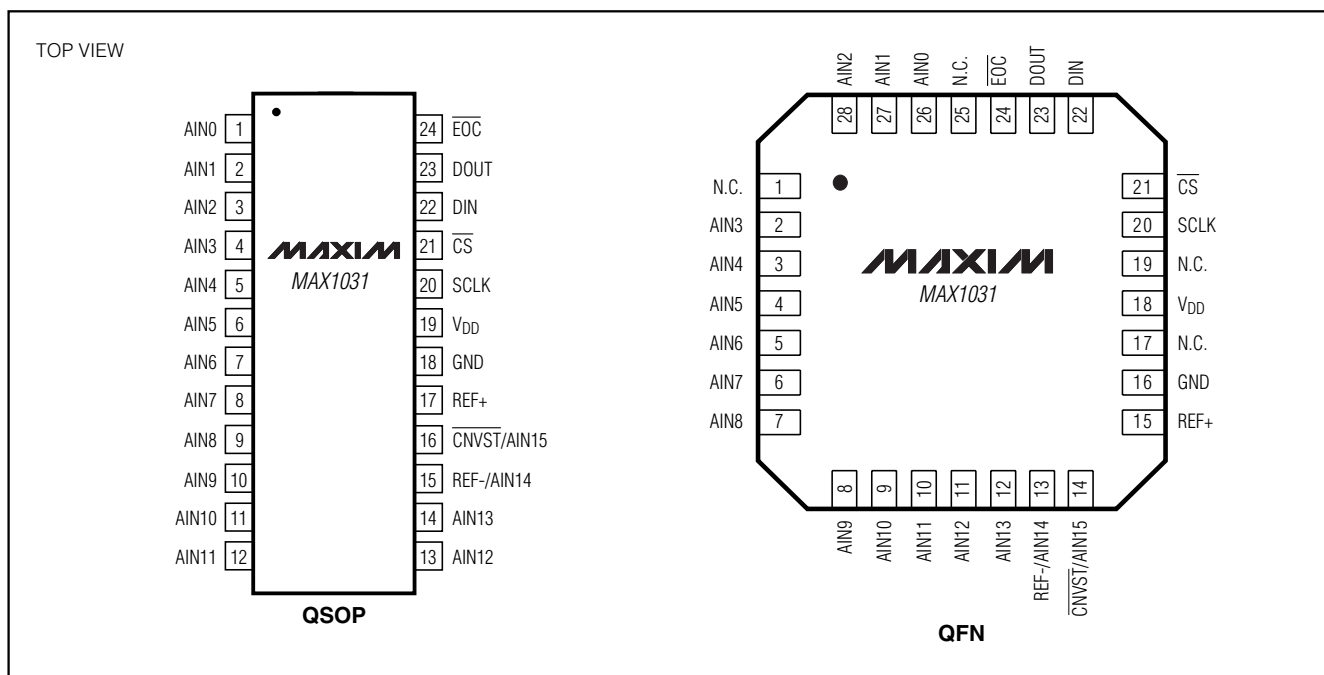 TOP VIEW
AIN0 1
AIN1 2
AIN2 3
AIN3 4
AIN4 5
AIN5 6
AIN6 7
AIN7 8
AIN8 9
AIN9 10
AIN10 11
AIN11 12
MAXIM
MAX1031
24 EOC
23 DOUT
22 DIN
21 CS
20 SCLK
19 VDD
18 GND
17 REF+
16 CNVST/AIN15
15 REF-/AIN14
14 AIN13
13 AIN12
QSOP
AIN2 28
AIN1 27
AIN0 26
N.C. 25
EOC 24
DOUT 23
DIN 22
N.C. 1
AIN3 2
AIN4 3
AIN5 4
AIN6 5
AIN7 6
AIN8 7
MAXIM
MAX1031
21 CS
20 SCLK
19 N.C.
18 VDD
17 N.C.
16 GND
15 REF+
8 AIN9
9 AIN10
10 AIN11
11 AIN12
12 AIN13
13 REF-/AIN14
14 CNVST/AIN15
QFN